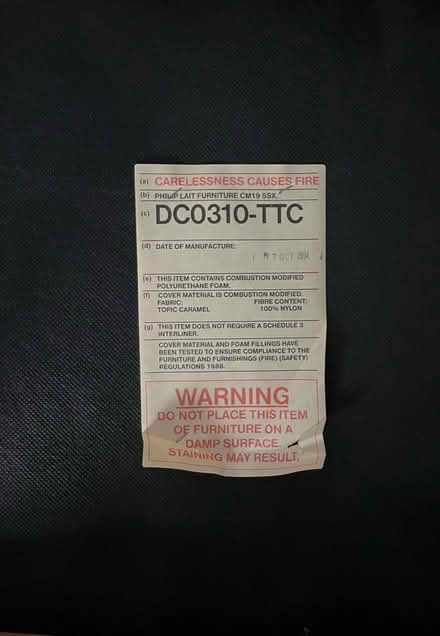 (a) CARELESSNESS CAUSES FIRE
(b) PHILIP LAIT FURNITURE CM19 5SX.
(c) DC0310-TTC
(d) DATE OF MANUFACTURE:
7 OCT 199
(e) THIS ITEM CONTAINS COMBUSTION MODIFIED
POLYURETHANE FOAM.
(f) COVER MATERIAL IS COMBUSTION MODIFIED.
FABRIC: FIBRE CONTENT:
TOPIC CARAMEL 100% NYLON
(g) THIS ITEM DOES NOT REQUIRE A SCHEDULE 3
INTERLINER.
COVER MATERIAL AND FOAM FILLINGS HAVE
BEEN TESTED TO ENSURE COMPLIANCE TO THE
FURNITURE AND FURNISHINGS (FIRE) (SAFETY)
REGULATIONS 1988.
WARNING
DO NOT PLACE THIS ITEM
OF FURNITURE ON A
DAMP SURFACE.
STAINING MAY RESULT.